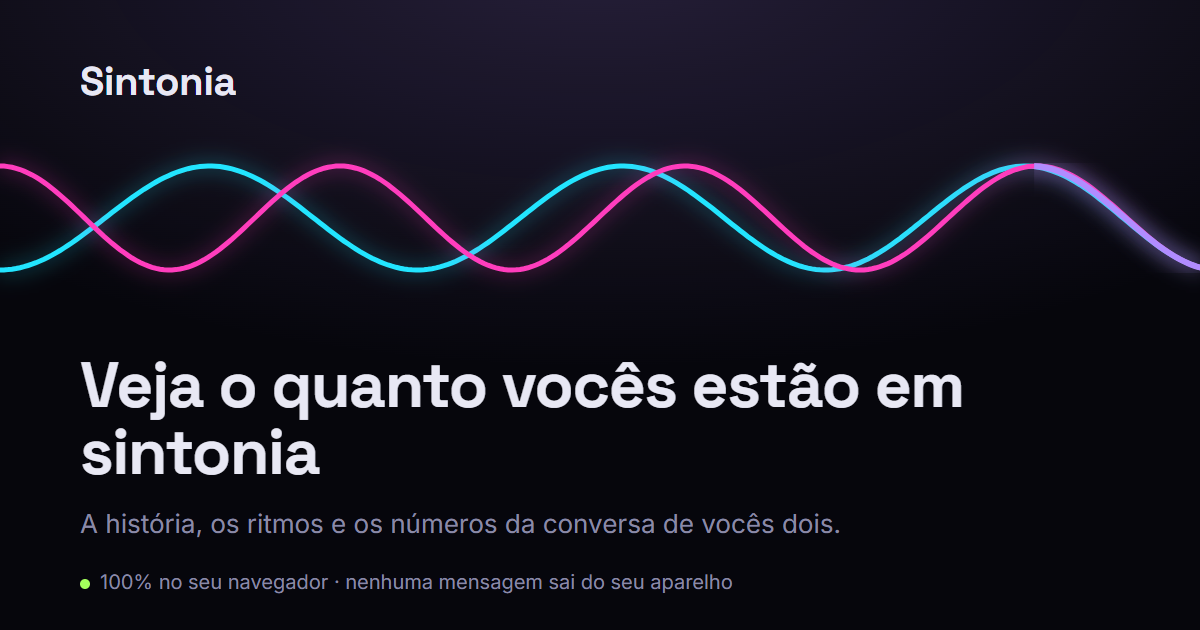 Sintonia
Veja o quanto vocês estão em
sintonia
A história, os ritmos e os números da conversa de vocês dois.
100% no seu navegador · nenhuma mensagem sai do seu aparelho